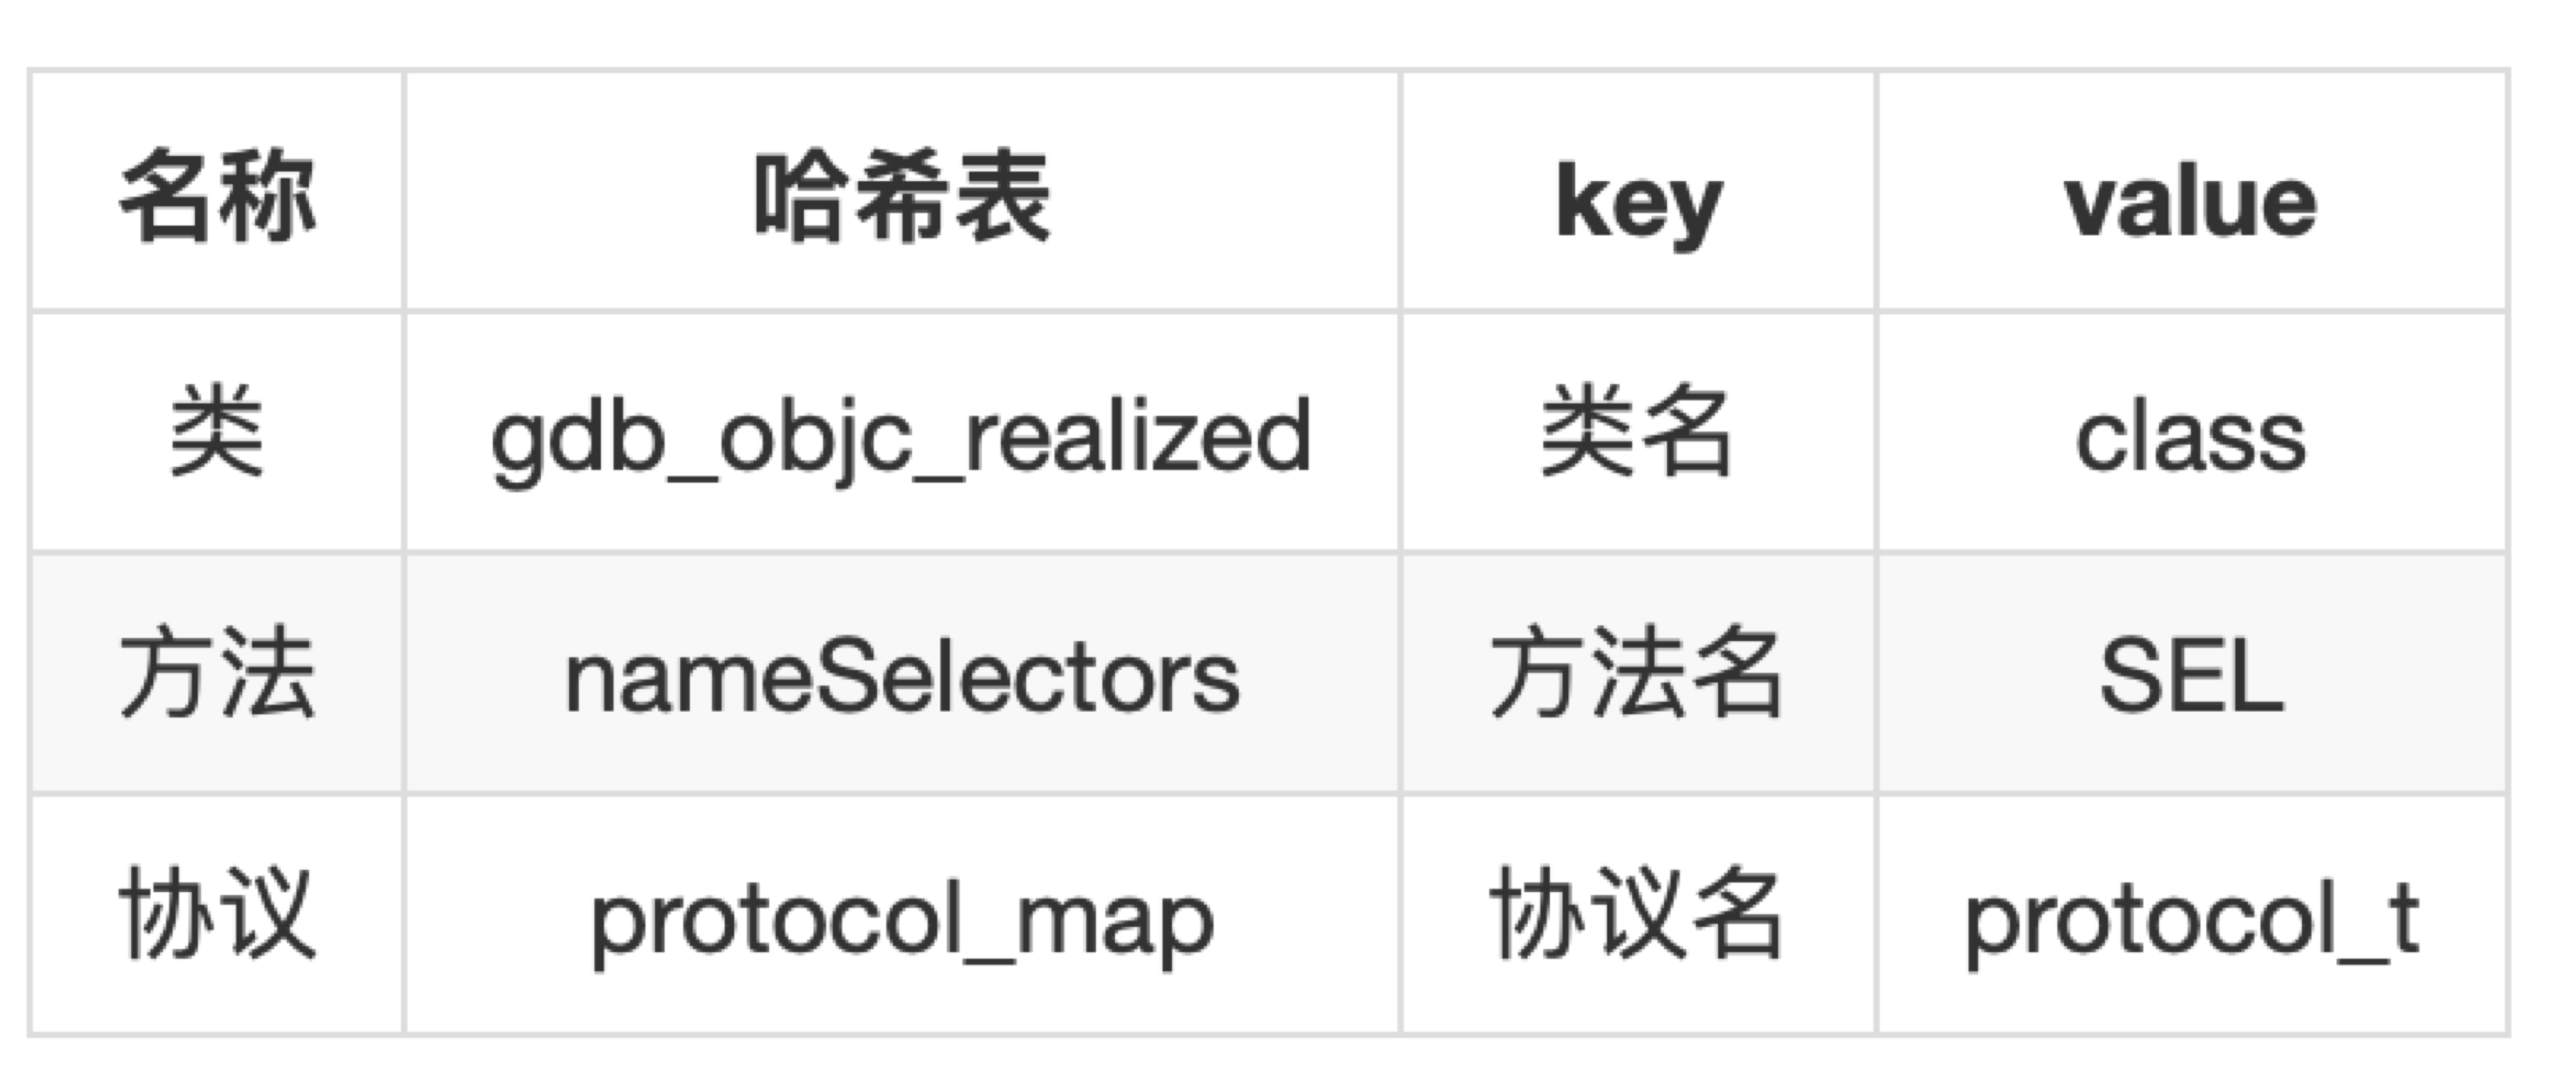 名称 哈希表 key value
类 gdb_objc_realized 类名 class
方法 nameSelectors 方法名 SEL
协议 protocol_map 协议名 protocol_t